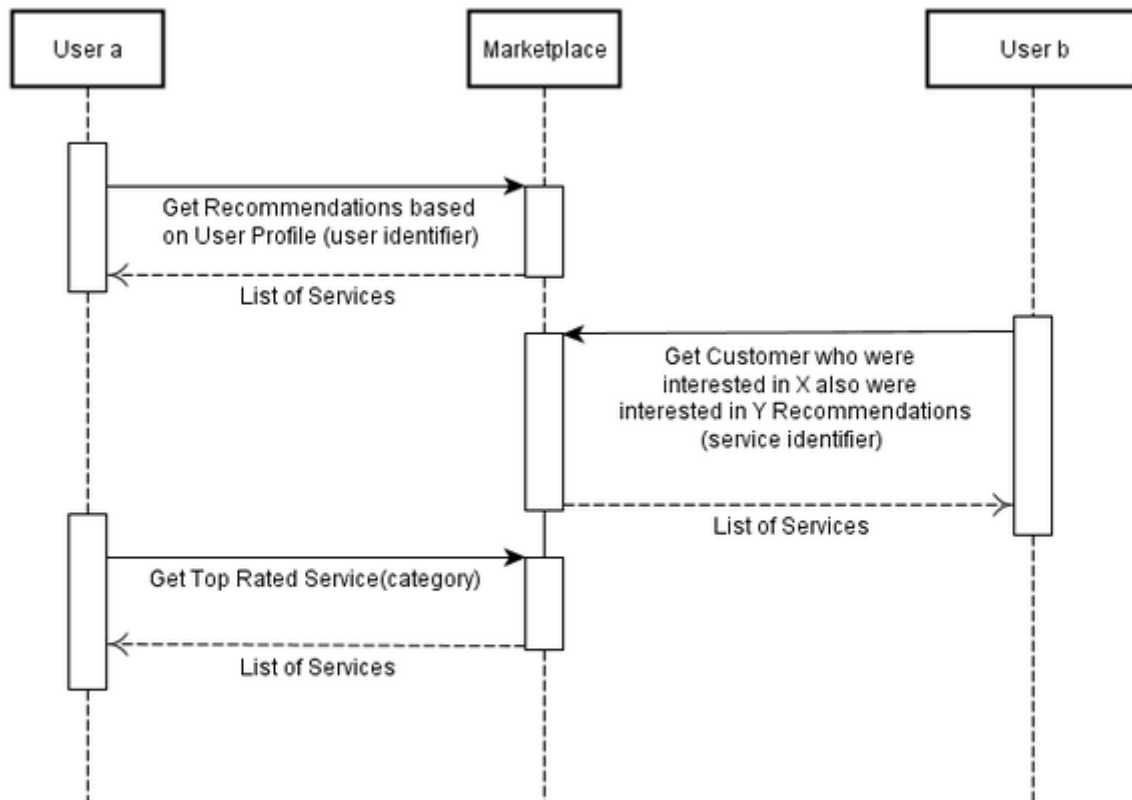 User a
Marketplace
User b
Get Recommendations based
on User Profile (user identifier)
List of Services
Get Customer who were
interested in X also were
interested in Y Recommendations
(service identifier)
List of Services
Get Top Rated Service(category)
List of Services